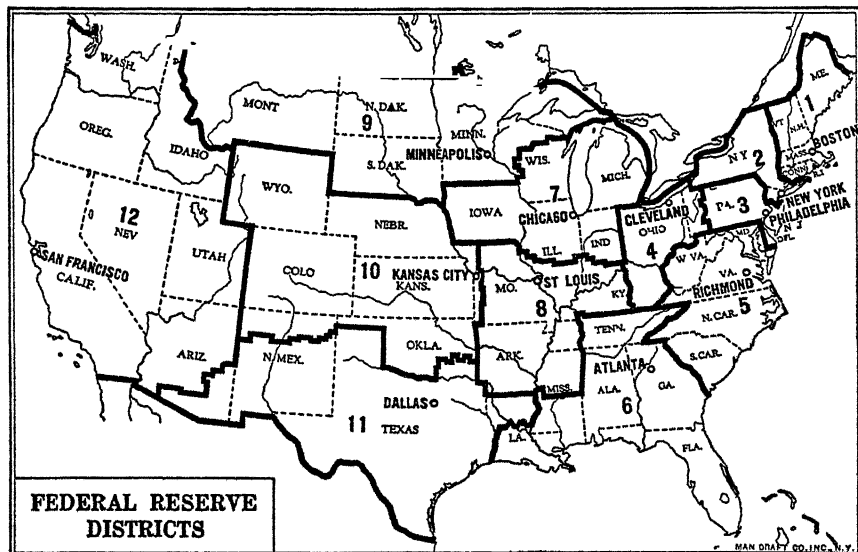 WASH.
MONT
N. DAK.
9
MINN.
ME.
1
VT
N.H.
OREG.
IDAHO
S. DAK.
MINNEAPOLIS
WIS.
MICH.
N Y
2
MASS.
BOSTON
CONN
R I
WYO.
7
IOWA
CHICAGO
CLEVELAND
PA.
3
NEW YORK
PHILADELPHIA
N J
12
NEV
NEBR.
ILL.
IND
OHIO
4
MD
DEL
UTAH
W VA.
SAN FRANCISCO
CALIF.
COLO
10
KANSAS CITY
KANS.
MO.
ST LOUIS
8
KY.
VA.
RICHMOND
N. CAR.
5
TENN.
ARIZ.
N. MEX.
OKLA.
ARK.
S. CAR.
ATLANTA
MISS.
ALA.
GA.
6
DALLAS
11
TEXAS
LA.
FLA.
FEDERAL RESERVE
DISTRICTS
MAN DRAFT CO. INC., N.Y.